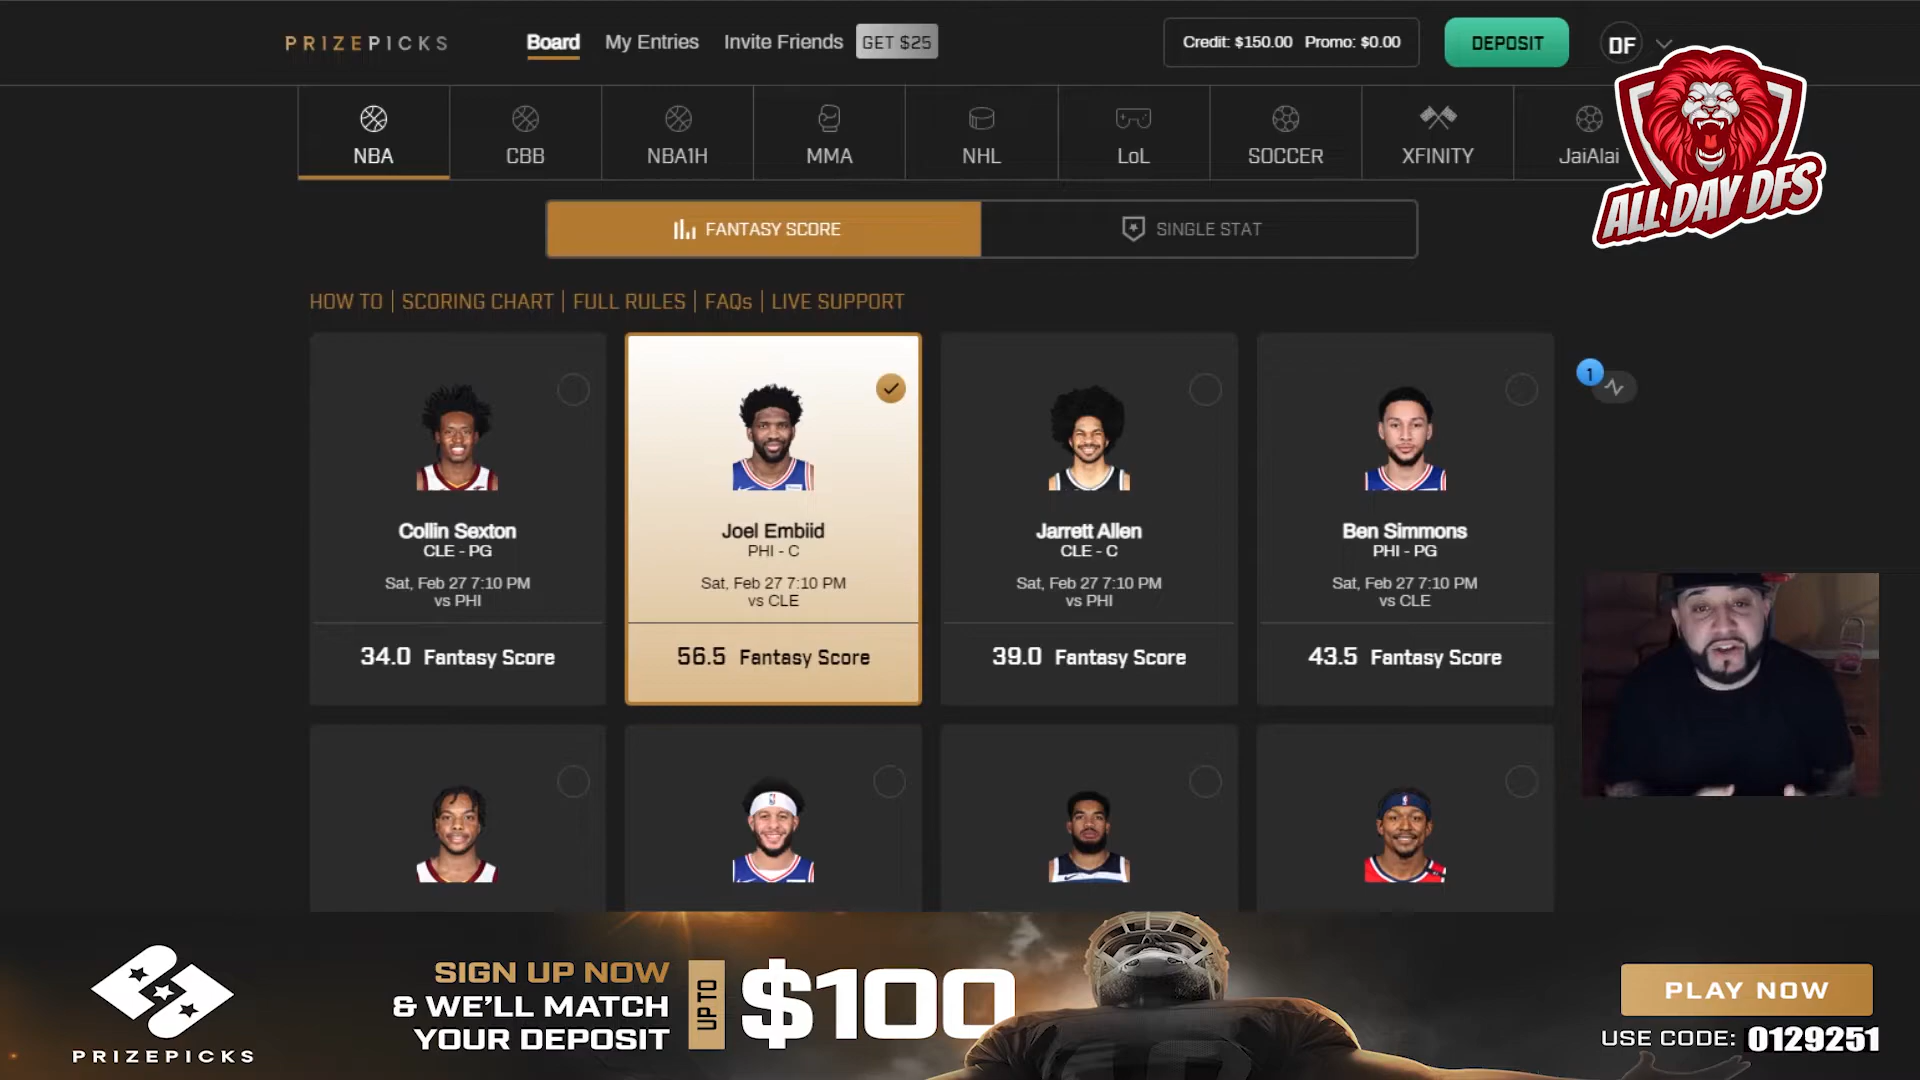 PRIZEPICKS
Board My Entries Invite Friends GET $25
Credit: $150.00 Promo: $0.00
DEPOSIT
DF
NBA CBB NBA1H MMA NHL LoL SOCCER XFINITY JaiAlai
ALL DAY DFS
FANTASY SCORE
SINGLE STAT
HOW TO | SCORING CHART | FULL RULES | FAQs | LIVE SUPPORT
Collin Sexton
CLE - PG
Sat, Feb 27 7:10 PM
vs PHI
34.0 Fantasy Score
Joel Embiid
PHI - C
Sat, Feb 27 7:10 PM
vs CLE
56.5 Fantasy Score
Jarrett Allen
CLE - C
Sat, Feb 27 7:10 PM
vs PHI
39.0 Fantasy Score
Ben Simmons
PHI - PG
Sat, Feb 27 7:10 PM
vs CLE
43.5 Fantasy Score
1
PRIZEPICKS
SIGN UP NOW
& WE'LL MATCH
YOUR DEPOSIT
UP TO
$100
PLAY NOW
USE CODE: 0129251